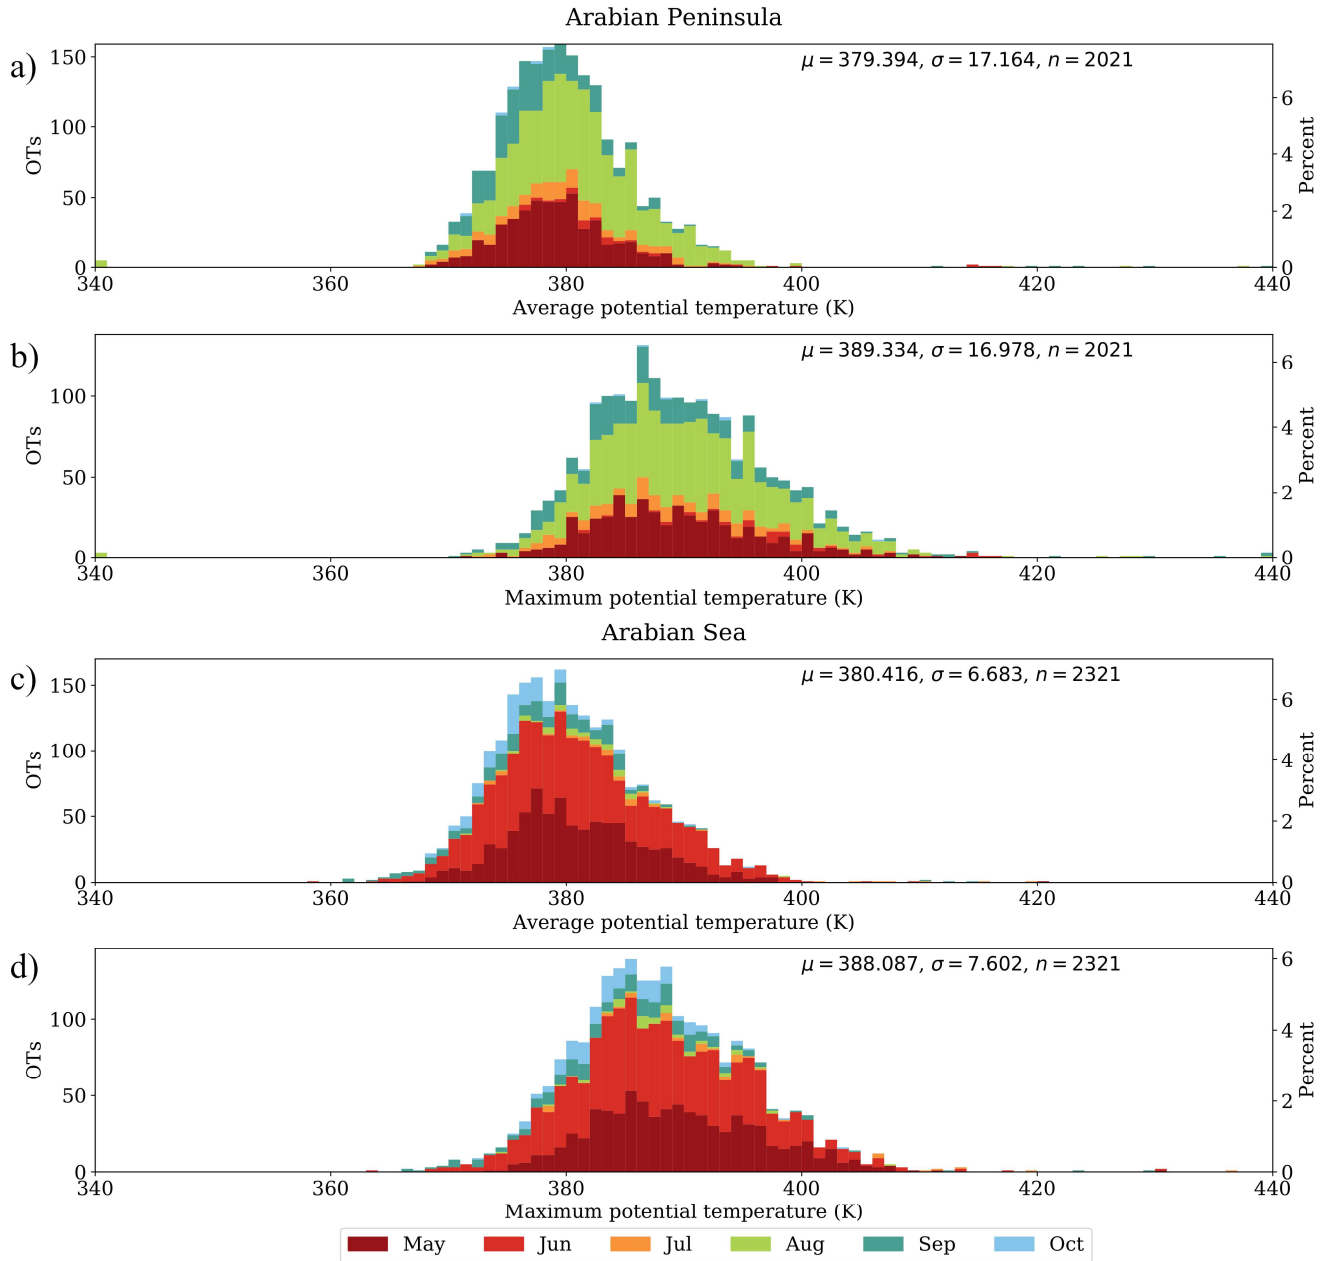 Arabian Peninsula
a)
μ = 379.394, σ = 17.164, n = 2021
150
100
50
0
OTs
6
4
2
0
Percent
340 360 380 400 420 440
Average potential temperature (K)
b)
μ = 389.334, σ = 16.978, n = 2021
100
50
0
OTs
6
4
2
0
Percent
340 360 380 400 420 440
Maximum potential temperature (K)
Arabian Sea
c)
μ = 380.416, σ = 6.683, n = 2321
150
100
50
0
OTs
6
4
2
0
Percent
340 360 380 400 420 440
Average potential temperature (K)
d)
μ = 388.087, σ = 7.602, n = 2321
100
50
0
OTs
6
4
2
0
Percent
340 360 380 400 420 440
Maximum potential temperature (K)
May Jun Jul Aug Sep Oct